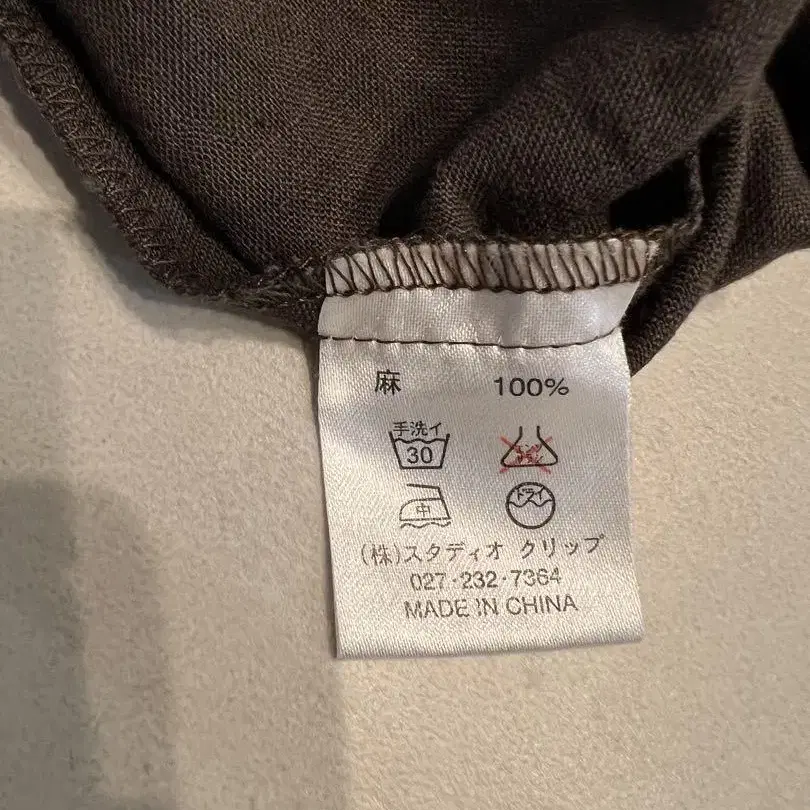 麻 100%
手洗イ
30
中
ドライ
(株)スタディオ クリップ
027・232・7364
MADE IN CHINA